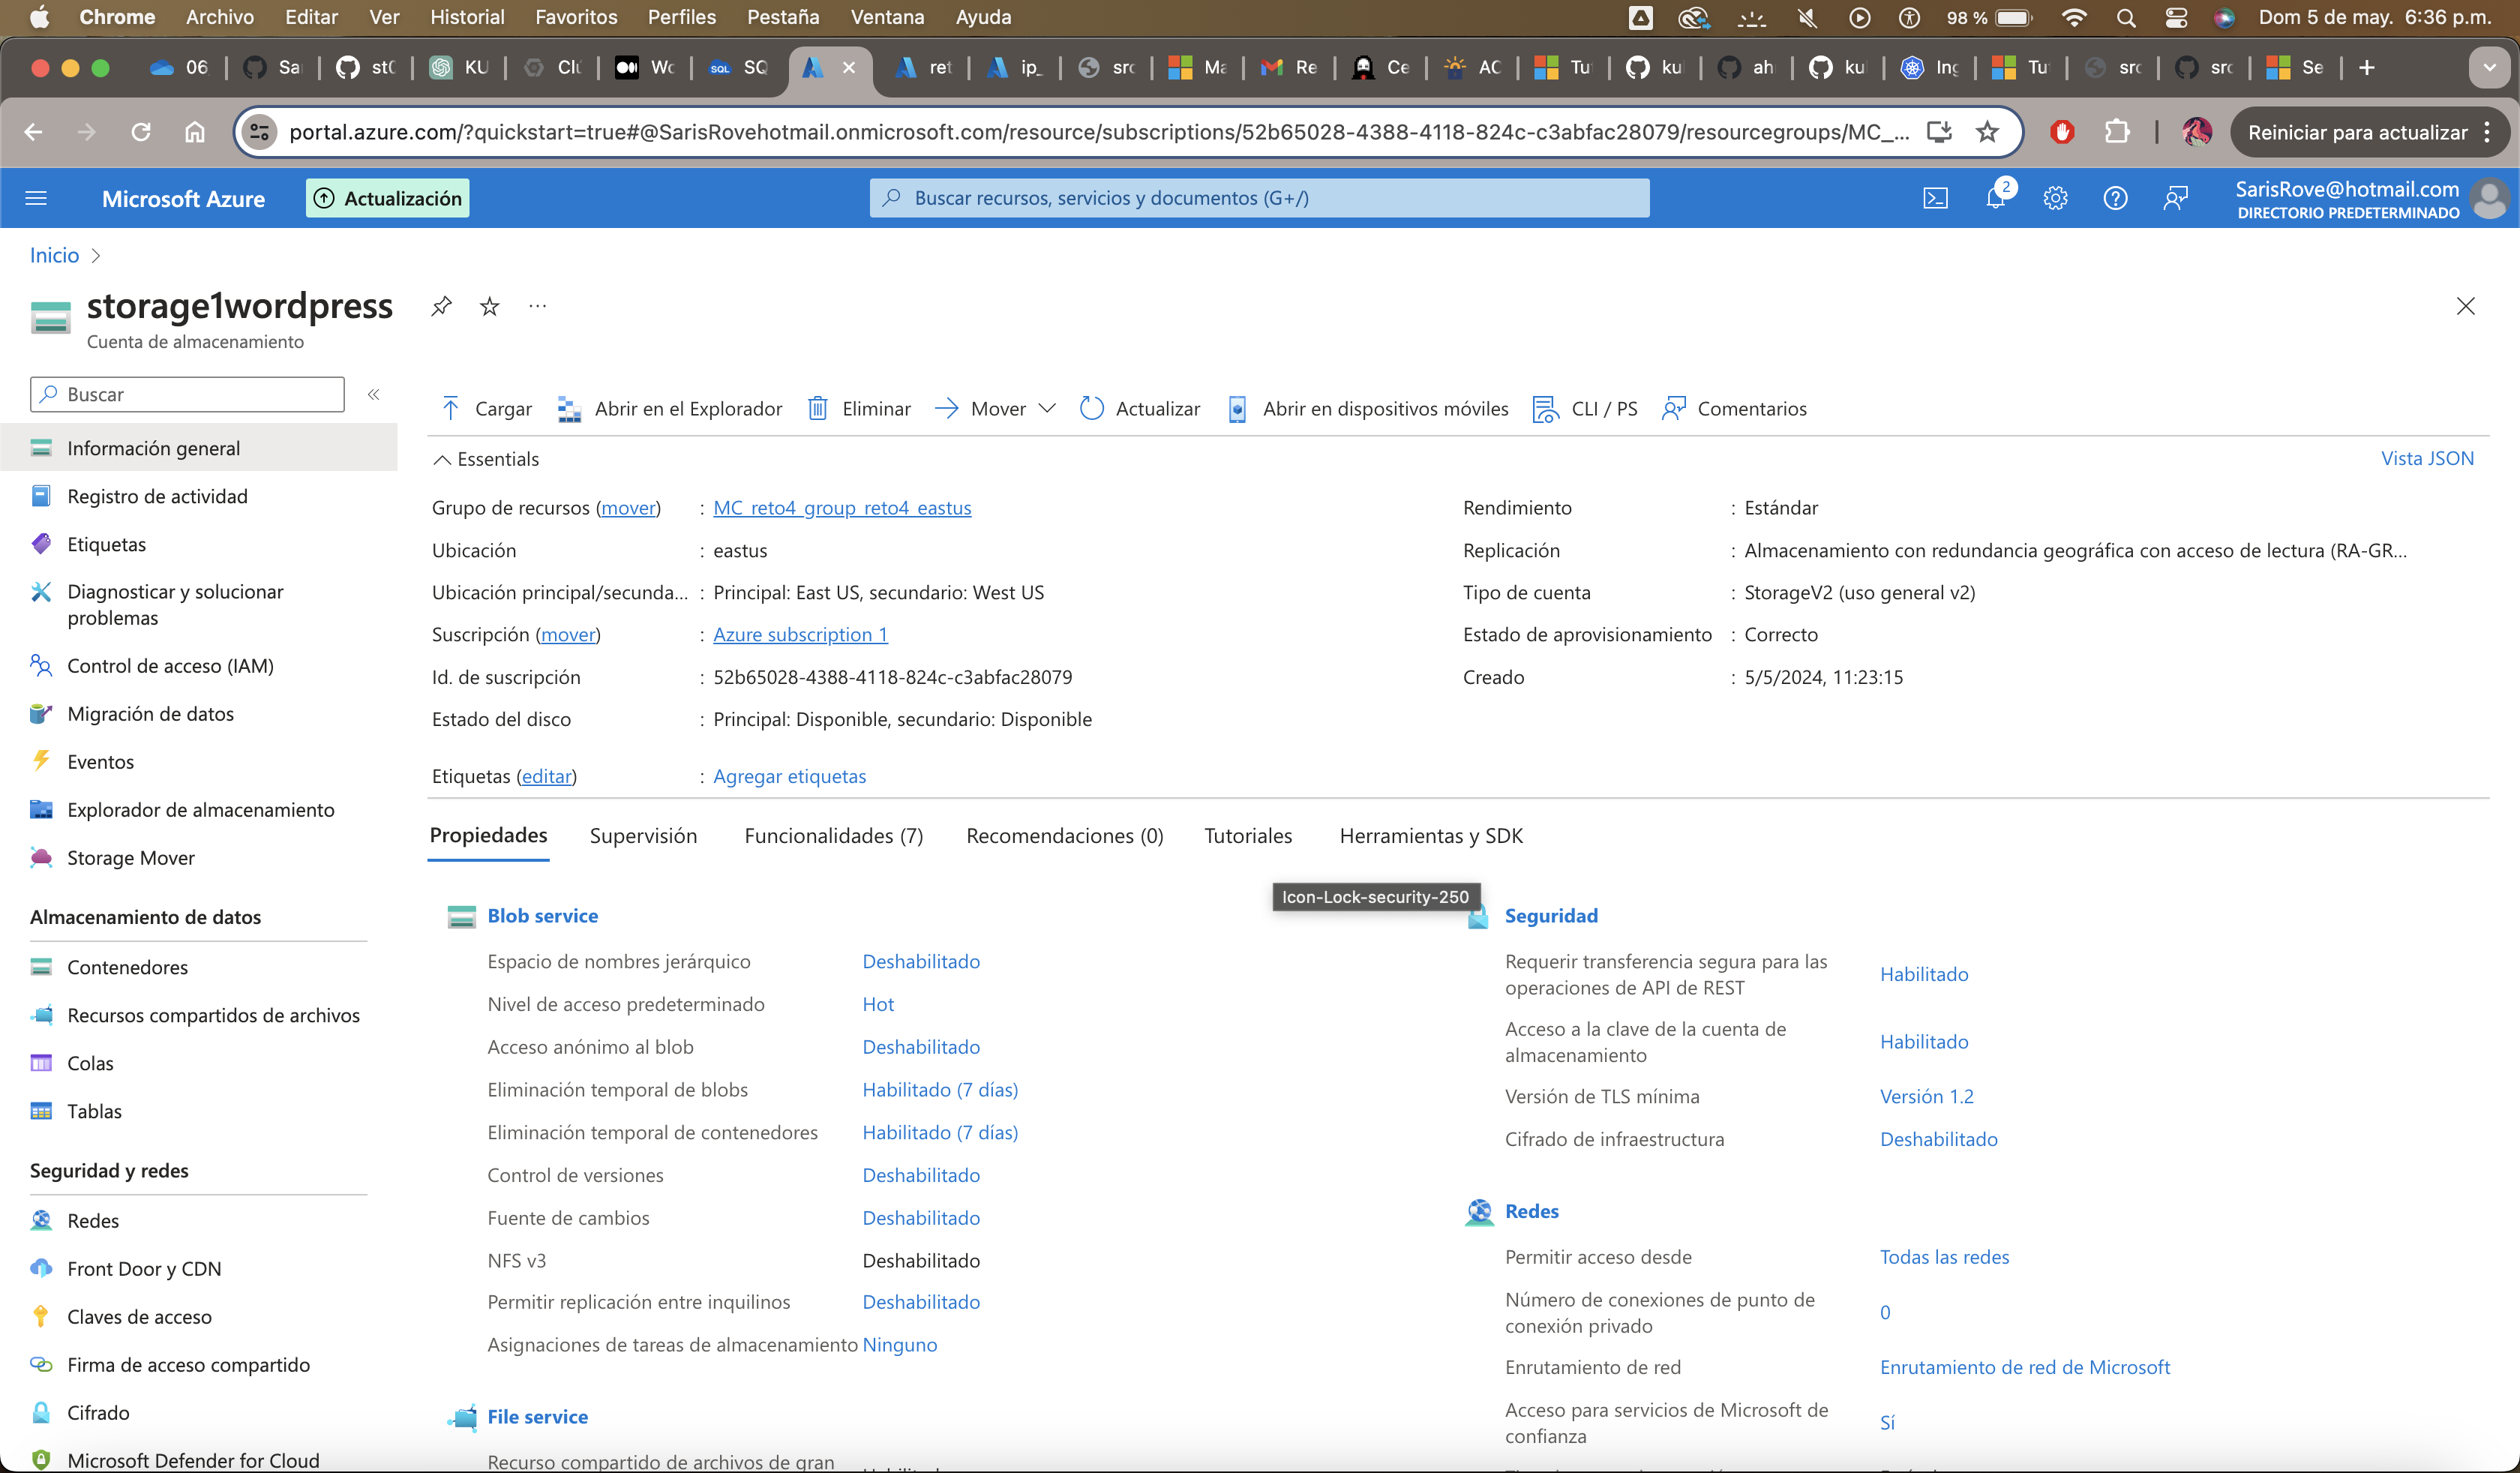 Chrome Archivo Editar Ver Historial Favoritos Perfiles Pestaña Ventana Ayuda 98 % Dom 5 de may. 6:36 p.m.
06 Sa st0 KU Clu Wo SQL SQ ret ip_ src Ma Re Ce AC Tu ku ah ku Ing Tu src src Se
portal.azure.com/?quickstart=true#@SarisRovehotmail.onmicrosoft.com/resource/subscriptions/52b65028-4388-4118-824c-c3abfac28079/resourcegroups/MC_... Reiniciar para actualizar
Microsoft Azure Actualización Buscar recursos, servicios y documentos (G+/) 2 SarisRove@hotmail.com
DIRECTORIO PREDETERMINADO
Inicio
storage1wordpress
Cuenta de almacenamiento
Buscar
Información general
Registro de actividad
Etiquetas
Diagnosticar y solucionar
problemas
Control de acceso (IAM)
Migración de datos
Eventos
Explorador de almacenamiento
Storage Mover
Almacenamiento de datos
Contenedores
Recursos compartidos de archivos
Colas
Tablas
Seguridad y redes
Redes
Front Door y CDN
Claves de acceso
Firma de acceso compartido
Cifrado
Microsoft Defender for Cloud
Cargar Abrir en el Explorador Eliminar Mover Actualizar Abrir en dispositivos móviles CLI / PS Comentarios
Essentials Vista JSON
Grupo de recursos (mover) : MC_reto4_group_reto4_eastus
Ubicación : eastus
Ubicación principal/secunda... : Principal: East US, secundario: West US
Suscripción (mover) : Azure subscription 1
Id. de suscripción : 52b65028-4388-4118-824c-c3abfac28079
Estado del disco : Principal: Disponible, secundario: Disponible
Etiquetas (editar) : Agregar etiquetas
Rendimiento : Estándar
Replicación : Almacenamiento con redundancia geográfica con acceso de lectura (RA-GR...
Tipo de cuenta : StorageV2 (uso general v2)
Estado de aprovisionamiento : Correcto
Creado : 5/5/2024, 11:23:15
Propiedades Supervisión Funcionalidades (7) Recomendaciones (0) Tutoriales Herramientas y SDK
Icon-Lock-security-250
Blob service
Espacio de nombres jerárquico Deshabilitado
Nivel de acceso predeterminado Hot
Acceso anónimo al blob Deshabilitado
Eliminación temporal de blobs Habilitado (7 días)
Eliminación temporal de contenedores Habilitado (7 días)
Control de versiones Deshabilitado
Fuente de cambios Deshabilitado
NFS v3 Deshabilitado
Permitir replicación entre inquilinos Deshabilitado
Asignaciones de tareas de almacenamiento Ninguno
File service
Recurso compartido de archivos de gran
Seguridad
Requerir transferencia segura para las
operaciones de API de REST Habilitado
Acceso a la clave de la cuenta de
almacenamiento Habilitado
Versión de TLS mínima Versión 1.2
Cifrado de infraestructura Deshabilitado
Redes
Permitir acceso desde Todas las redes
Número de conexiones de punto de
conexión privado 0
Enrutamiento de red Enrutamiento de red de Microsoft
Acceso para servicios de Microsoft de
confianza Sí